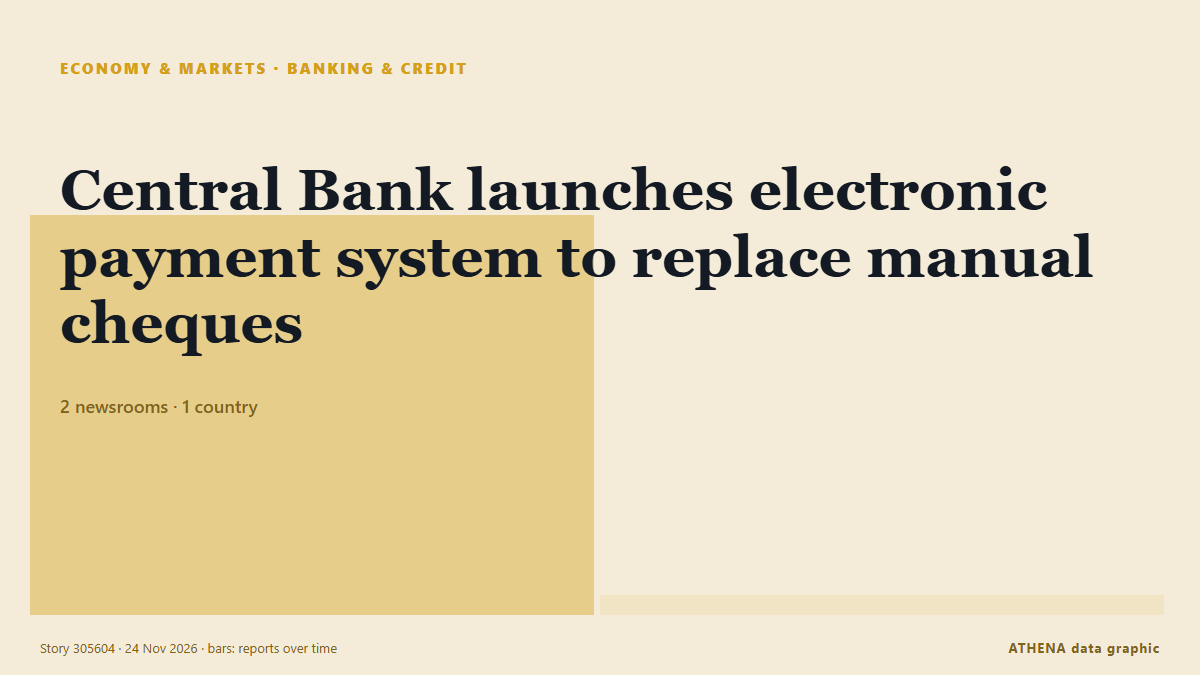 ECONOMY & MARKETS · BANKING & CREDIT
Central Bank launches electronic
payment system to replace manual
cheques
2 newsrooms · 1 country
Story 305604 · 24 Nov 2026 · bars: reports over time
ATHENA data graphic